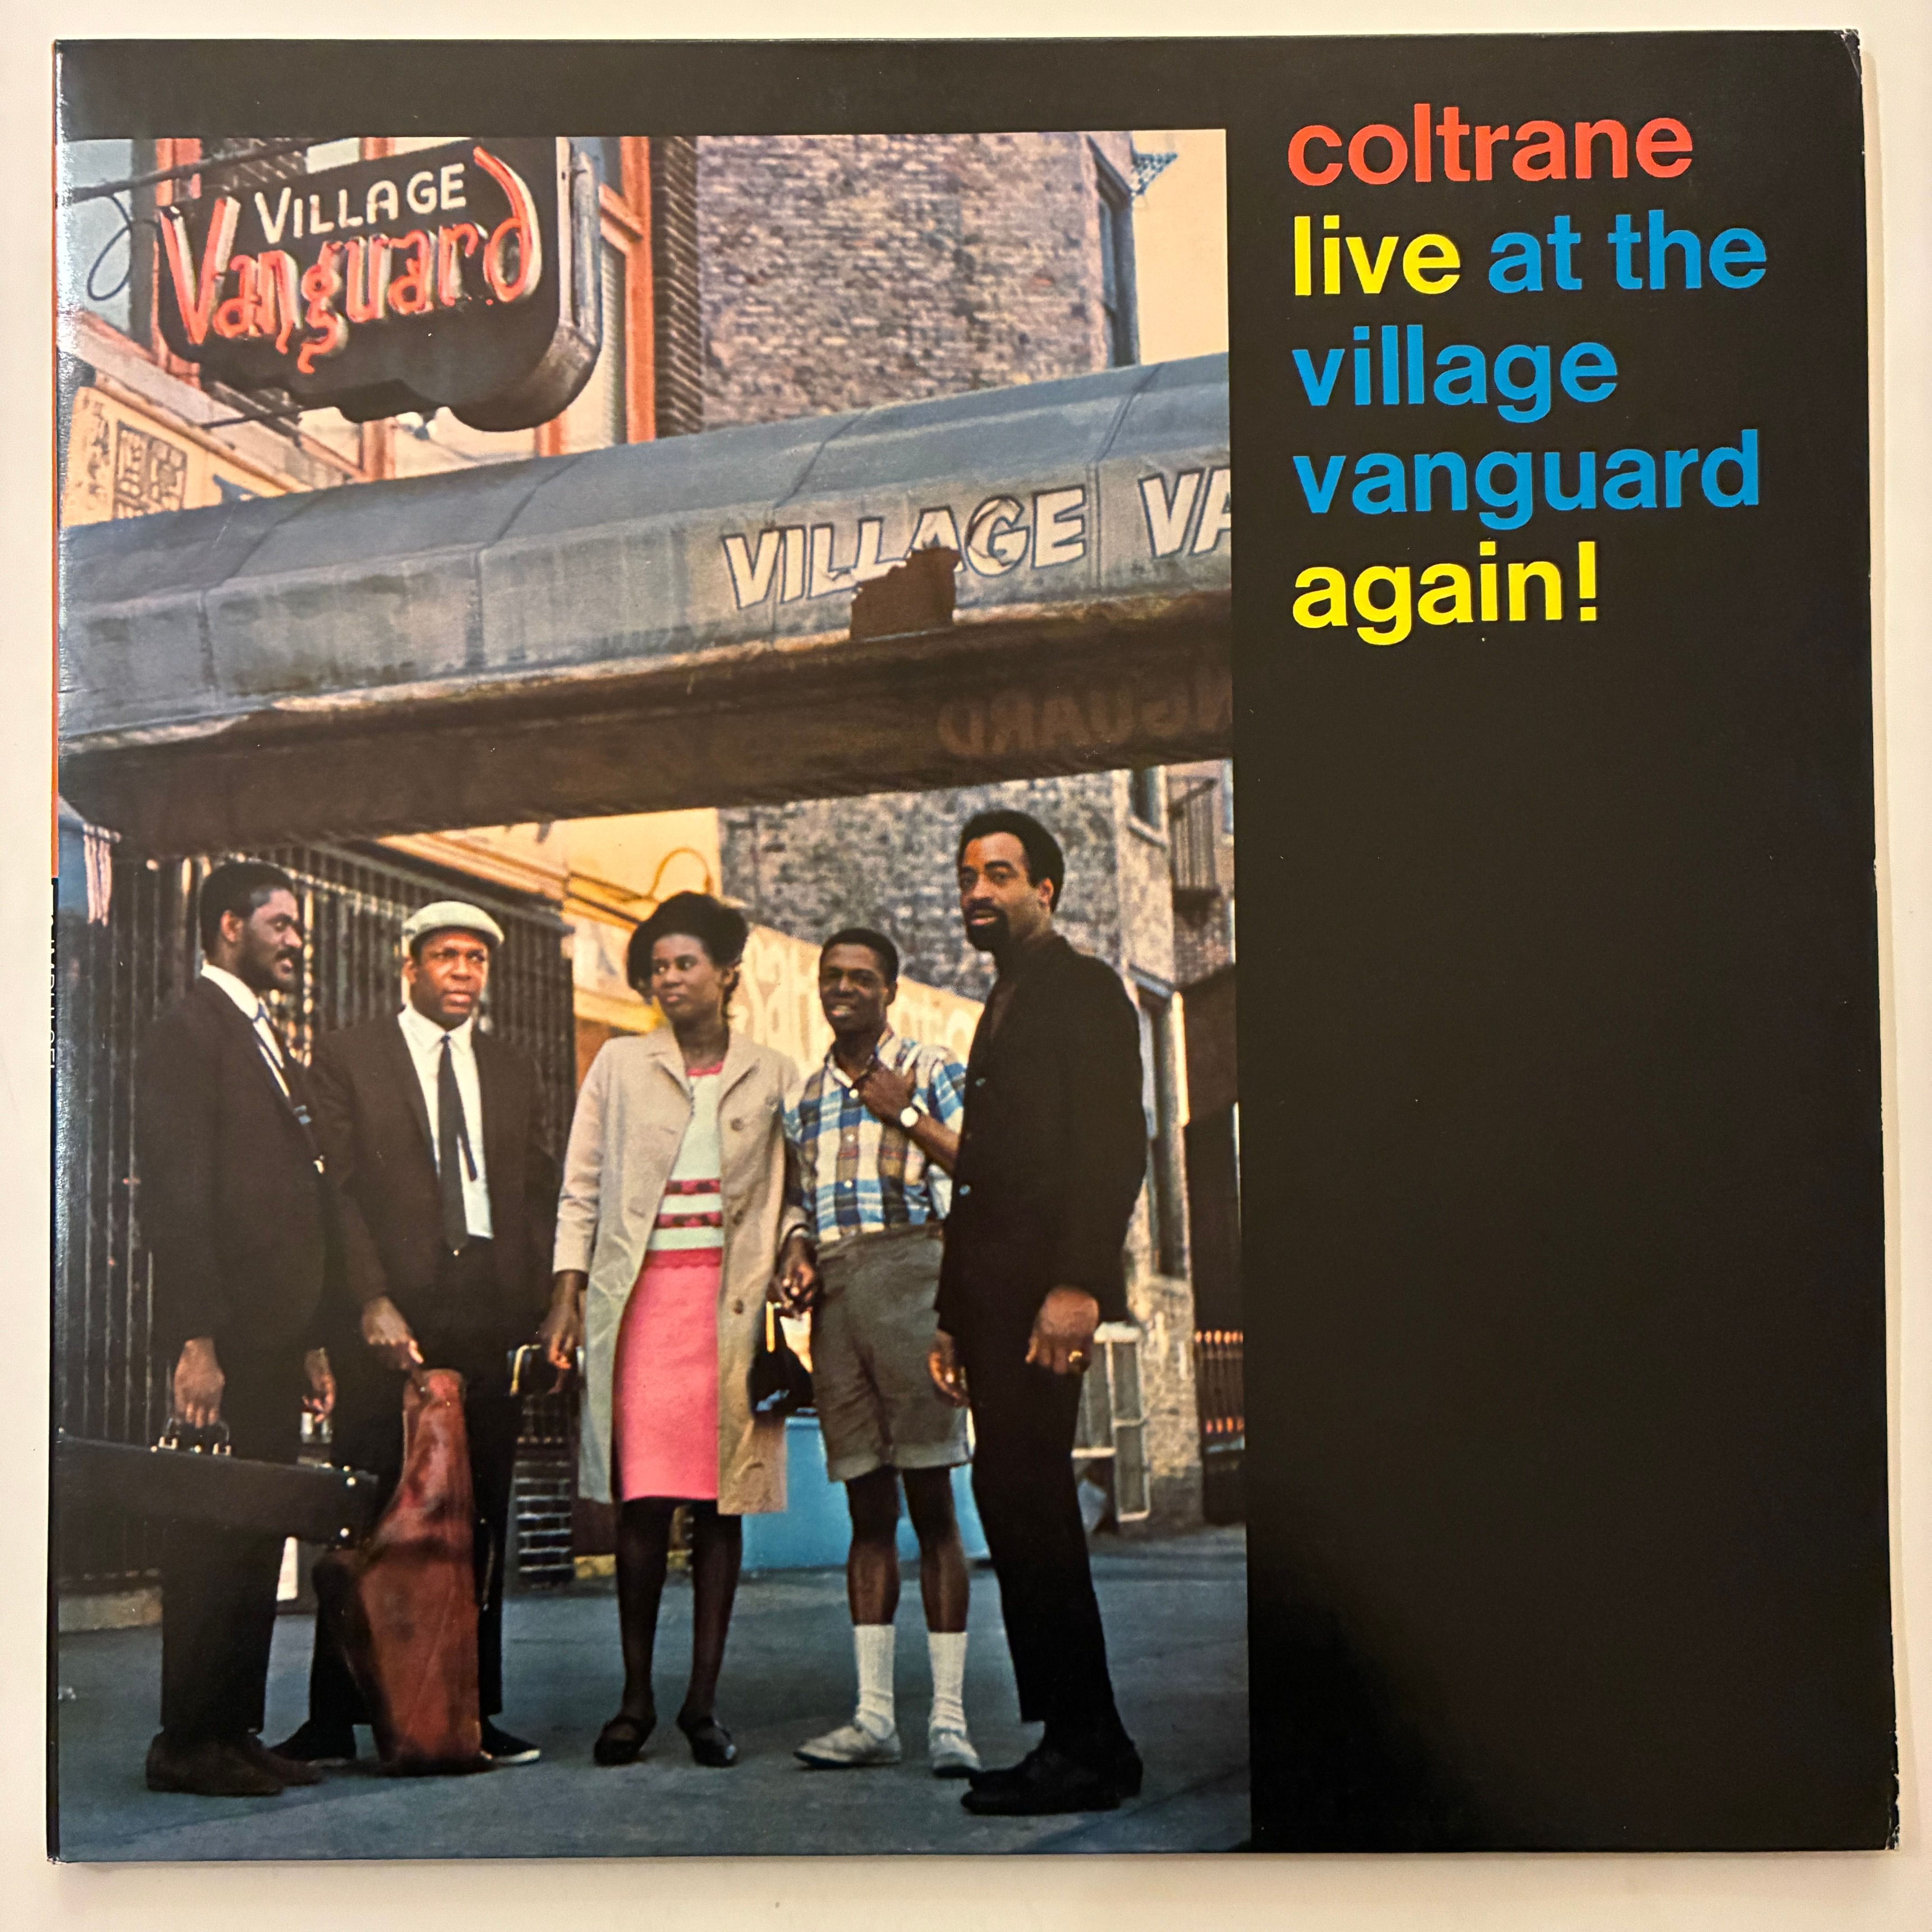 VILLAGE
Vanguard
VILLAGE VA
coltrane
live at the
village
vanguard
again!